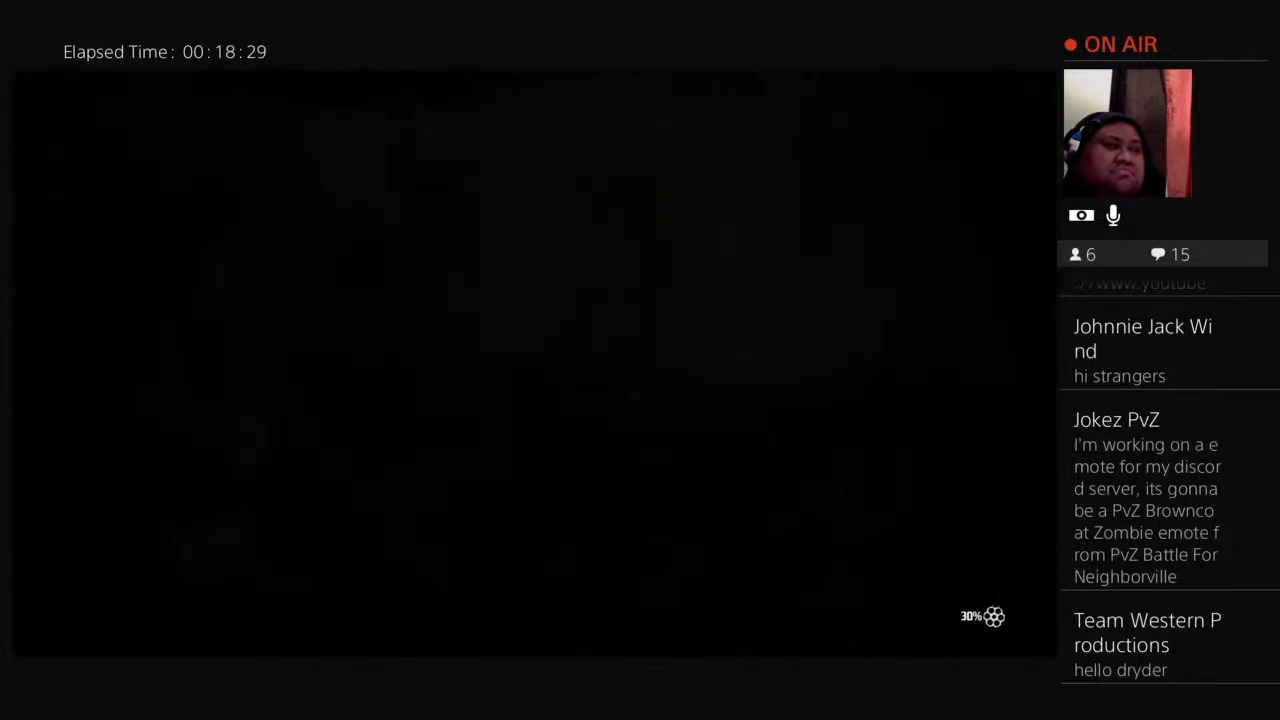 Elapsed Time: 00:18:29
ON AIR
6 15
://www.youtube
Johnnie Jack Wi
nd
hi strangers
Jokez PvZ
I'm working on a e
mote for my discor
d server, its gonna
be a PvZ Brownco
at Zombie emote f
rom PvZ Battle For
Neighborville
Team Western P
roductions
hello dryder
30%